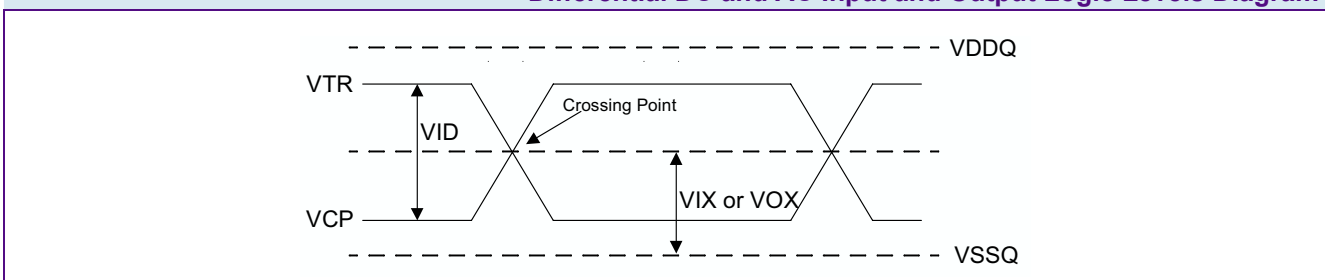 Differential DC and AC Input and Output Logic Levels Diagram
VDDQ
VTR
Crossing Point
VID
VIX or VOX
VCP
VSSQ